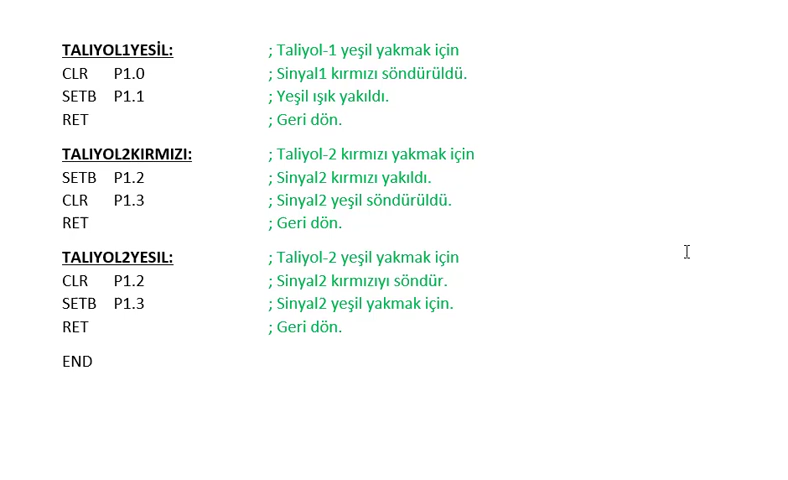 TALIYOL1YESİL: ; Taliyol-1 yeşil yakmak için
CLR P1.0 ; Sinyal1 kırmızı söndürüldü.
SETB P1.1 ; Yeşil ışık yakıldı.
RET ; Geri dön.
TALIYOL2KIRMIZI: ; Taliyol-2 kırmızı yakmak için
SETB P1.2 ; Sinyal2 kırmızı yakıldı.
CLR P1.3 ; Sinyal2 yeşil söndürüldü.
RET ; Geri dön.
TALIYOL2YESIL: ; Taliyol-2 yeşil yakmak için
CLR P1.2 ; Sinyal2 kırmızıyı söndür.
SETB P1.3 ; Sinyal2 yeşil yakmak için.
RET ; Geri dön.
END